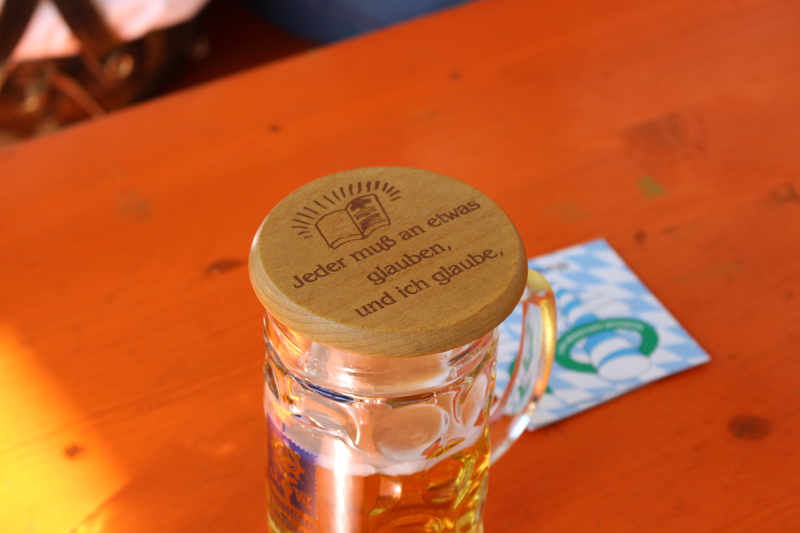 Jeder muß an etwas
glauben,
und ich glaube,